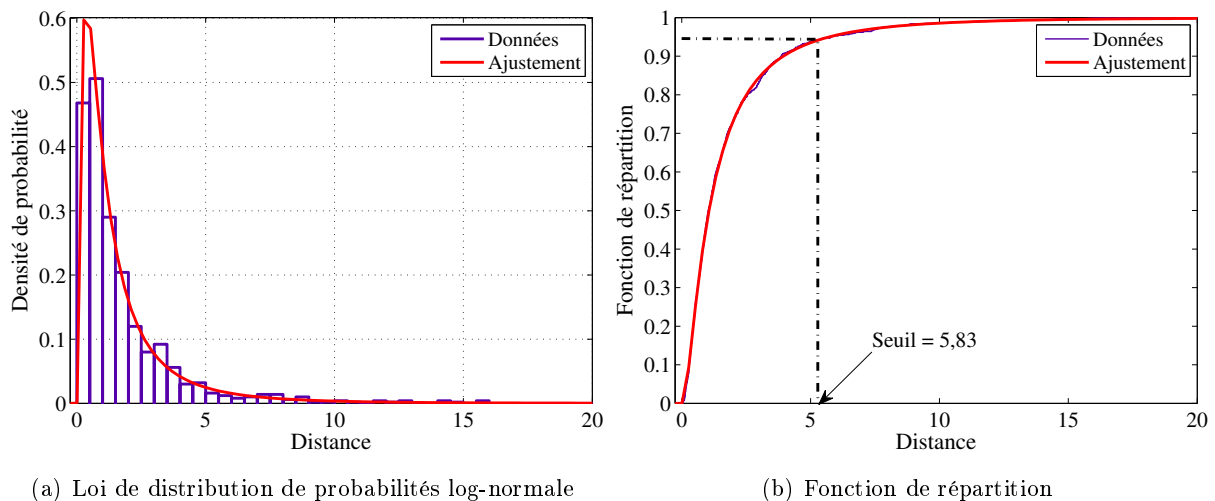 0.6
0.5
0.4
0.3
0.2
0.1
0
0
5
10
15
20
Densité de probabilité
Distance
Données
Ajustement
1
0.9
0.8
0.7
0.6
0.5
0.4
0.3
0.2
0.1
0
0
5
10
15
20
Fonction de répartition
Distance
Données
Ajustement
Seuil = 5,83
(a) Loi de distribution de probabilités log-normale
(b) Fonction de répartition